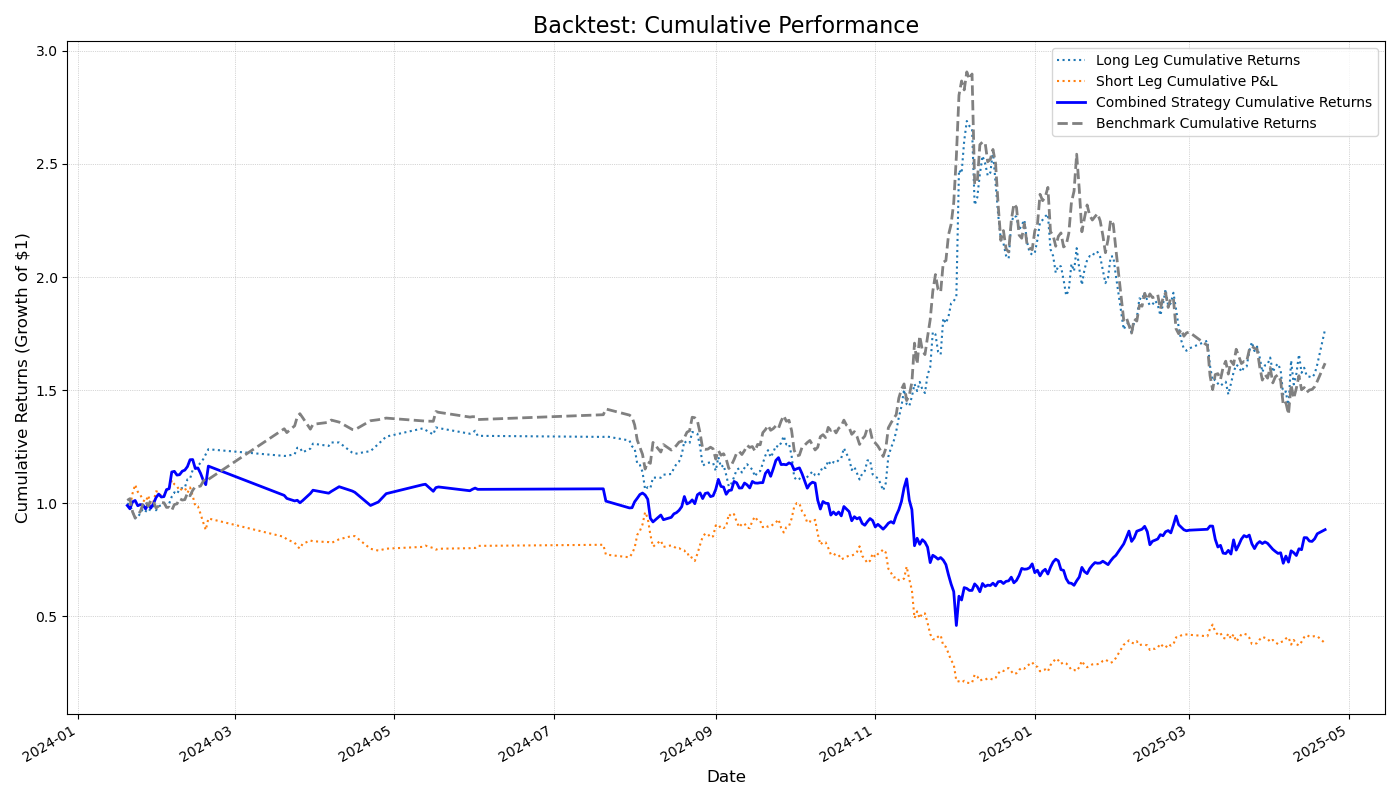 Backtest: Cumulative Performance
Long Leg Cumulative Returns
Short Leg Cumulative P&L
Combined Strategy Cumulative Returns
Benchmark Cumulative Returns
Cumulative Returns (Growth of $1)
3.0
2.5
2.0
1.5
1.0
0.5
2024-01
2024-03
2024-05
2024-07
2024-09
2024-11
2025-01
2025-03
2025-05
Date